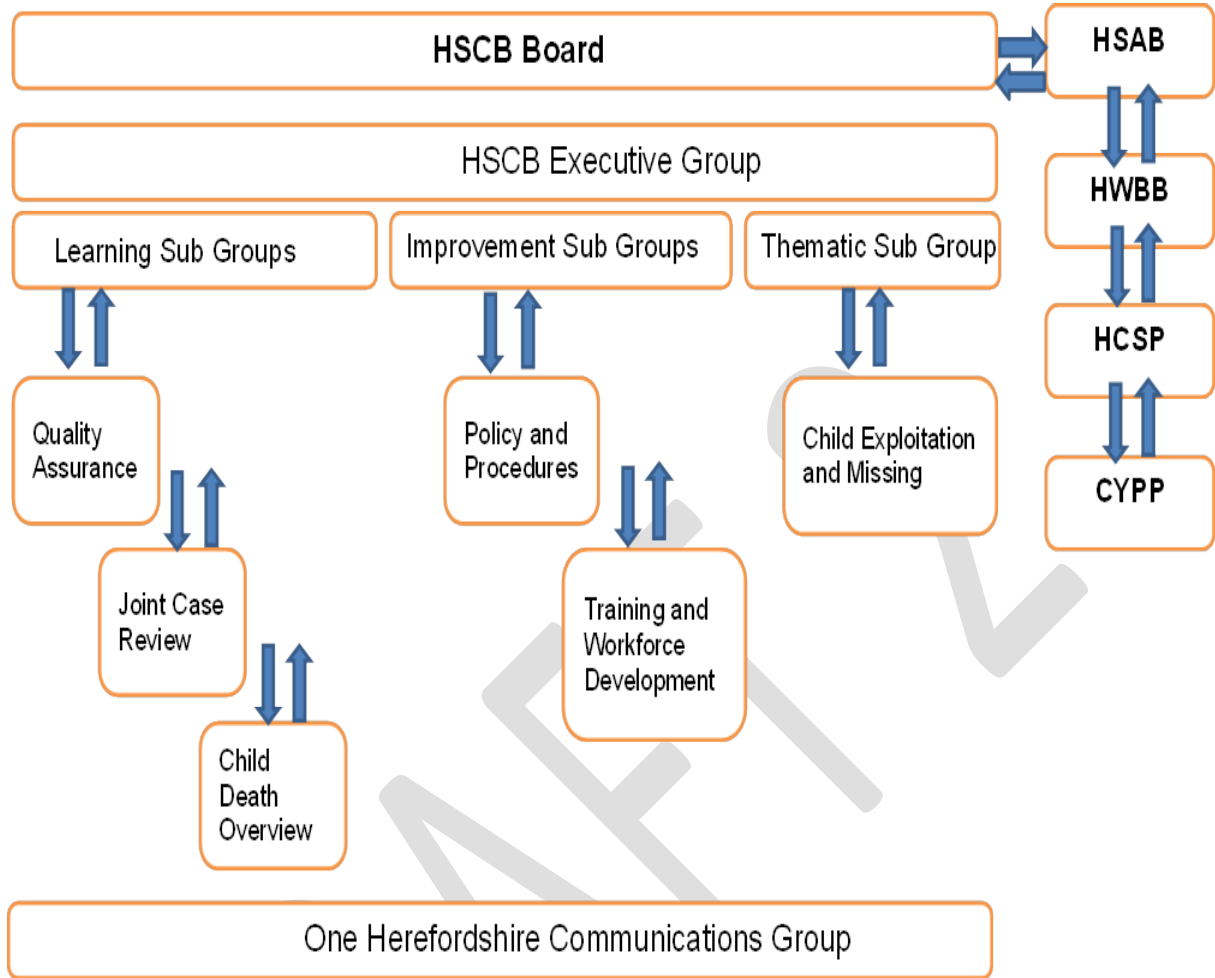 HSCB Board
HSAB
HSCB Executive Group
HWBB
Learning Sub Groups
Improvement Sub Groups
Thematic Sub Group
HCSP
Quality
Assurance
Policy and
Procedures
Child Exploitation
and Missing
CYPP
Joint Case
Review
Training and
Workforce
Development
Child
Death
Overview
One Herefordshire Communications Group